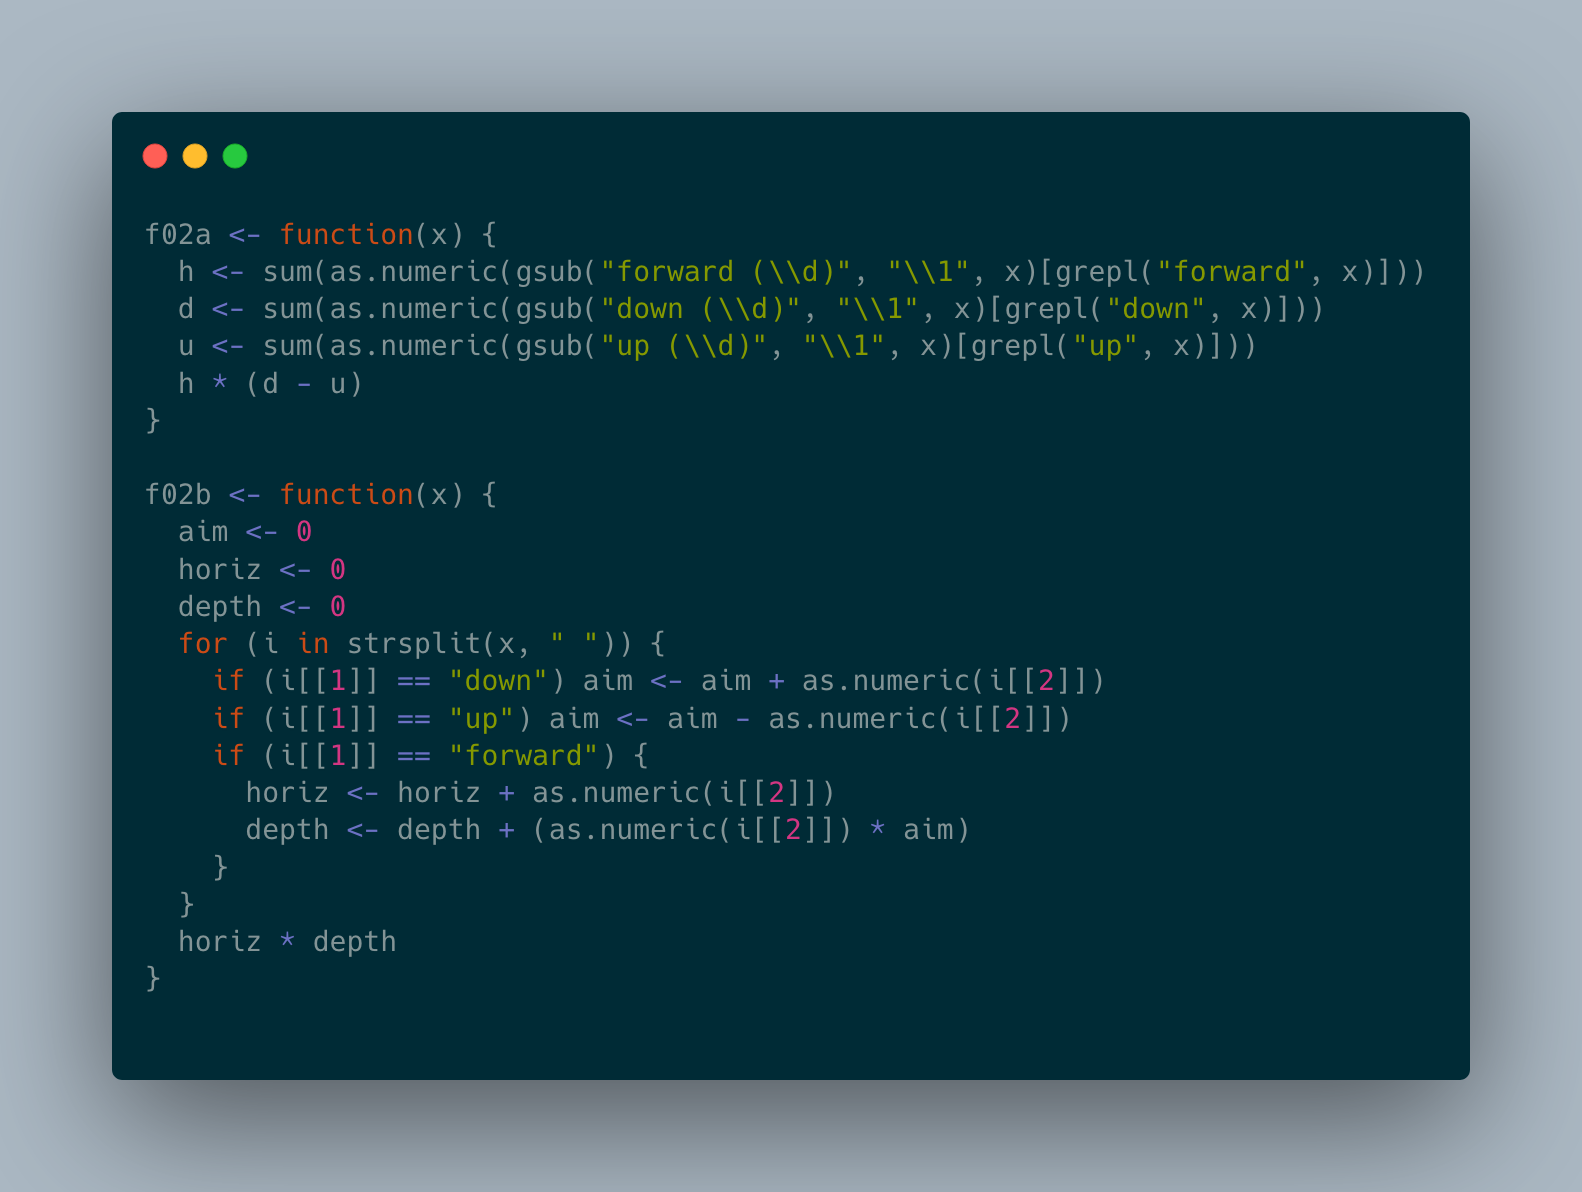 f02a <- function(x) {
  h <- sum(as.numeric(gsub("forward (\\d)", "\\1", x)[grepl("forward", x)]))
  d <- sum(as.numeric(gsub("down (\\d)", "\\1", x)[grepl("down", x)]))
  u <- sum(as.numeric(gsub("up (\\d)", "\\1", x)[grepl("up", x)]))
  h * (d - u)
}

f02b <- function(x) {
  aim <- 0
  horiz <- 0
  depth <- 0
  for (i in strsplit(x, " ")) {
    if (i[[1]] == "down") aim <- aim + as.numeric(i[[2]])
    if (i[[1]] == "up") aim <- aim - as.numeric(i[[2]])
    if (i[[1]] == "forward") {
      horiz <- horiz + as.numeric(i[[2]])
      depth <- depth + (as.numeric(i[[2]]) * aim)
    }
  }
  horiz * depth
}